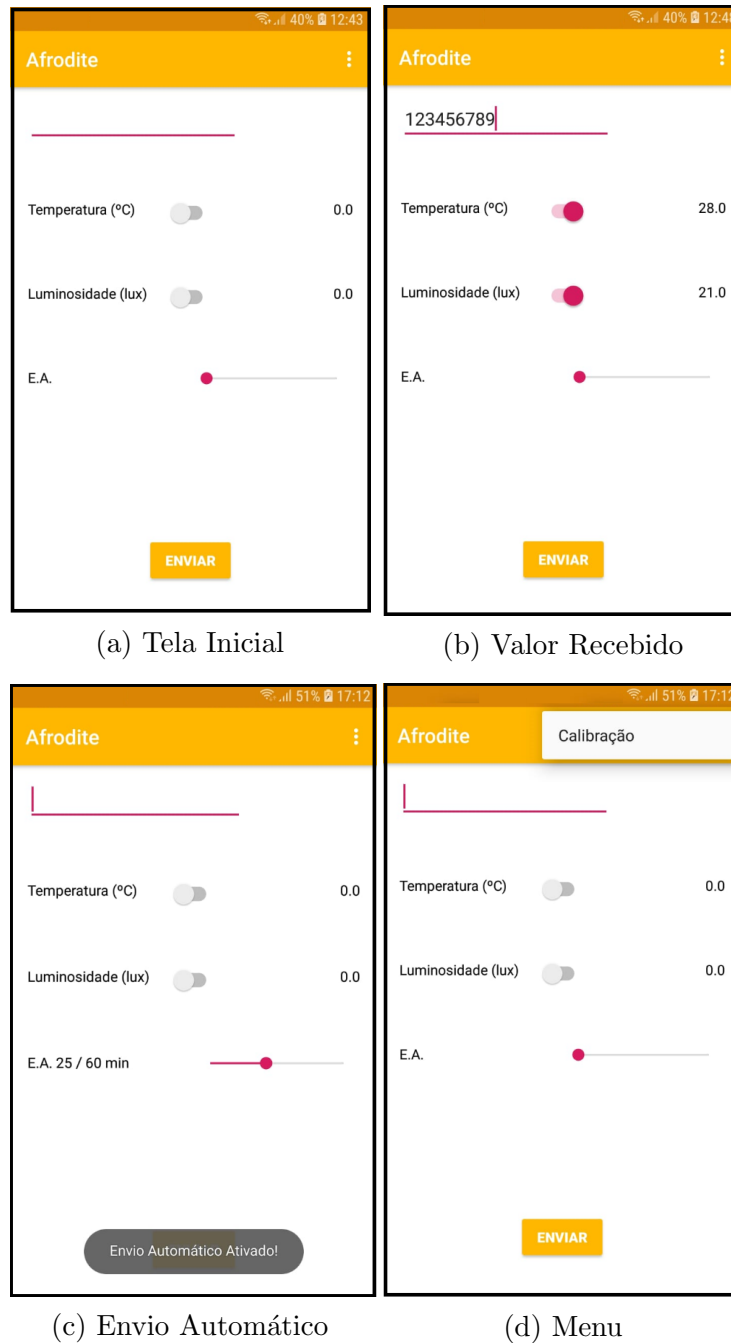 40% 12:43
Afrodite
Temperatura (ºC) 0.0
Luminosidade (lux) 0.0
E.A.
ENVIAR
(a) Tela Inicial
40% 12:48
Afrodite
123456789
Temperatura (ºC) 28.0
Luminosidade (lux) 21.0
E.A.
ENVIAR
(b) Valor Recebido
51% 17:12
Afrodite
Temperatura (ºC) 0.0
Luminosidade (lux) 0.0
E.A. 25 / 60 min
Envio Automático Ativado!
(c) Envio Automático
51% 17:12
Afrodite
Calibração
Temperatura (ºC) 0.0
Luminosidade (lux) 0.0
E.A.
ENVIAR
(d) Menu